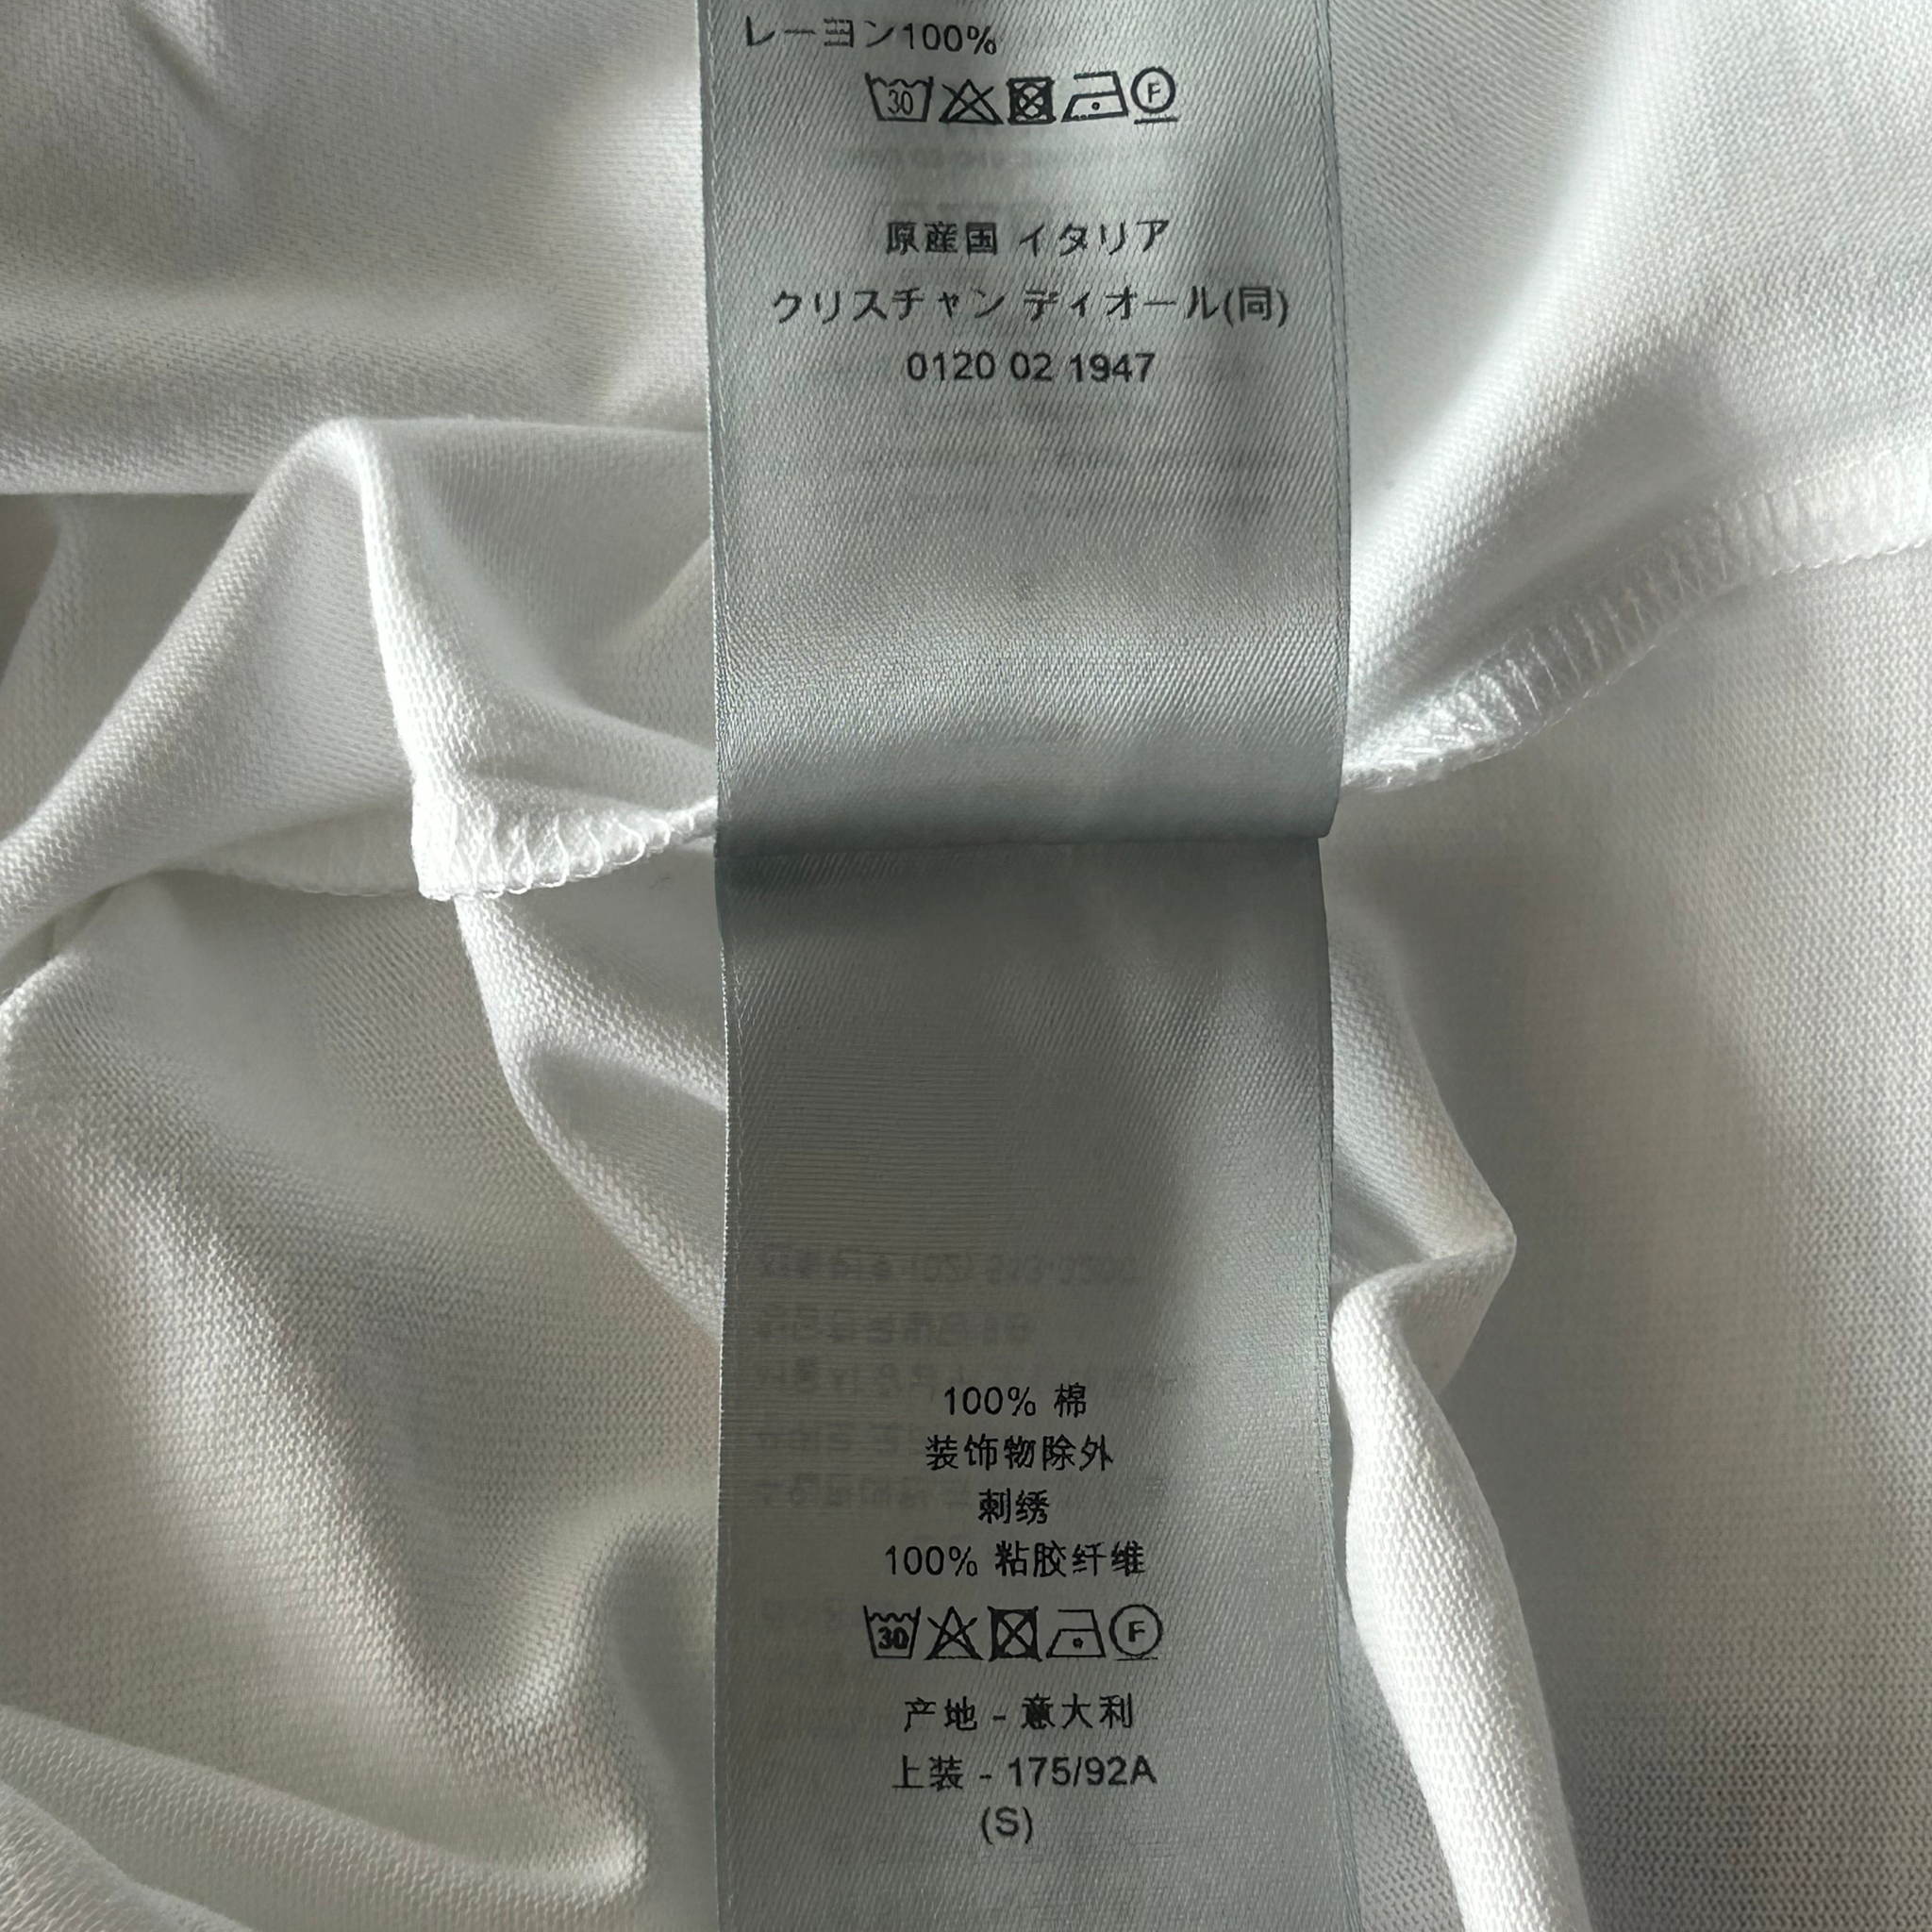 レーヨン100%
30 F
原産国 イタリア
クリスチャン ディオール(同)
0120 02 1947
100% 棉
装饰物除外
刺绣
100% 粘胶纤维
30 F
产地 - 意大利
上装 - 175/92A
(S)